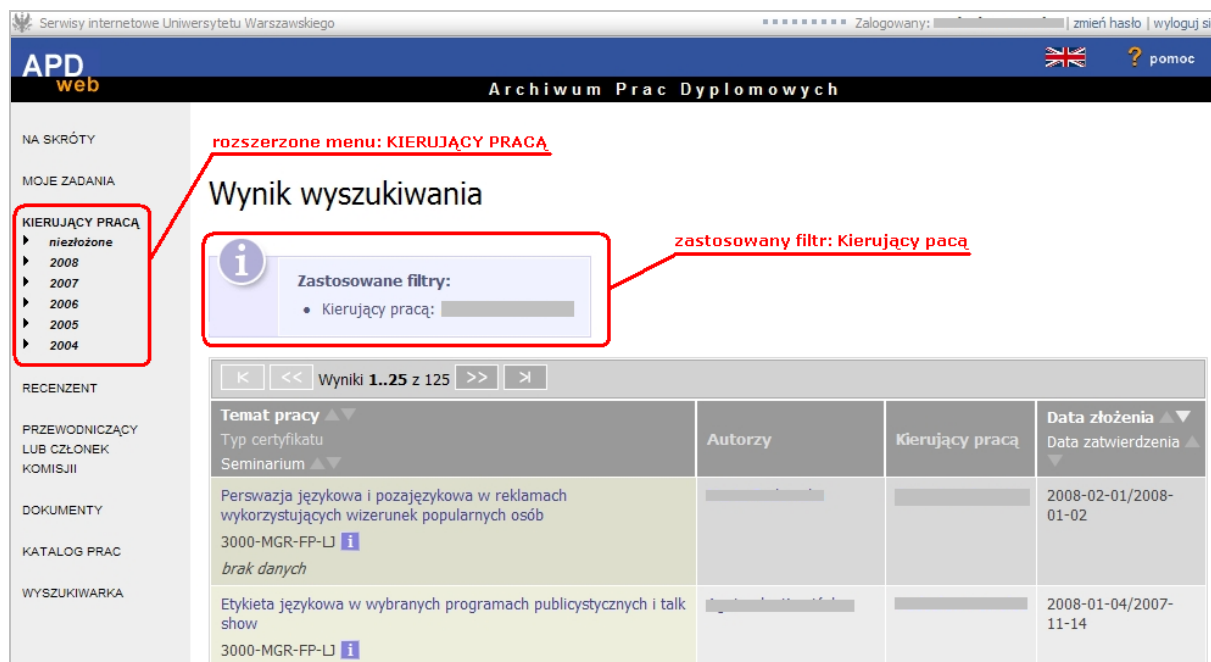 Serwisy internetowe Uniwersytetu Warszawskiego
Zalogowany: | zmień hasło | wyloguj si
APD
web
? pomoc
Archiwum Prac Dyplomowych
NA SKRÓTY
MOJE ZADANIA
KIERUJĄCY PRACĄ
niezłożone
2008
2007
2006
2005
2004
RECENZENT
PRZEWODNICZĄCY
LUB CZŁONEK
KOMISJI
DOKUMENTY
KATALOG PRAC
WYSZUKIWARKA
rozszerzone menu: KIERUJĄCY PRACĄ
Wynik wyszukiwania
zastosowany filtr: Kierujący pacą
i
Zastosowane filtry:
• Kierujący pracą:
K << Wyniki 1..25 z 125 >> >|
Temat pracy
Typ certyfikatu
Seminarium
Autorzy
Kierujący pracą
Data złożenia
Data zatwierdzenia
Perswazja językowa i pozajęzykowa w reklamach
wykorzystujących wizerunek popularnych osób
3000-MGR-FP-LJ i
brak danych
2008-02-01/2008-
01-02
Etykieta językowa w wybranych programach publicystycznych i talk
show
3000-MGR-FP-LJ i
2008-01-04/2007-
11-14